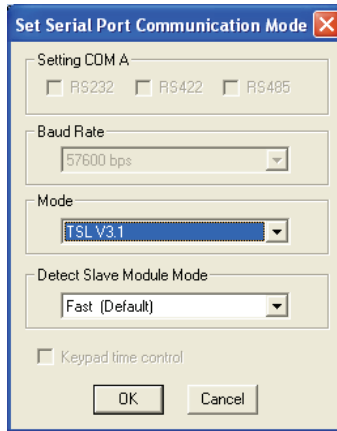 Set Serial Port Communication Mode
Setting COM A
RS232 RS422 RS485
Baud Rate
57600 bps
Mode
TSL V3.1
Detect Slave Module Mode
Fast (Default)
Keypad time control
OK Cancel